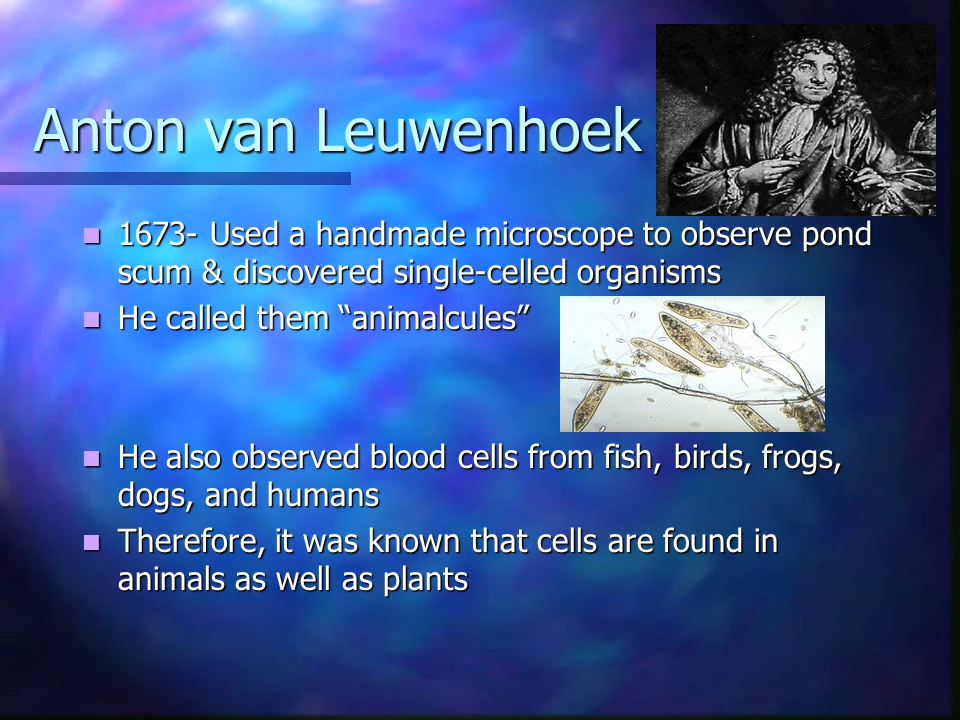 Anton van Leuwenhoek
1673- Used a handmade microscope to observe pond
scum & discovered single-celled organisms
He called them “animalcules”
He also observed blood cells from fish, birds, frogs,
dogs, and humans
Therefore, it was known that cells are found in
animals as well as plants